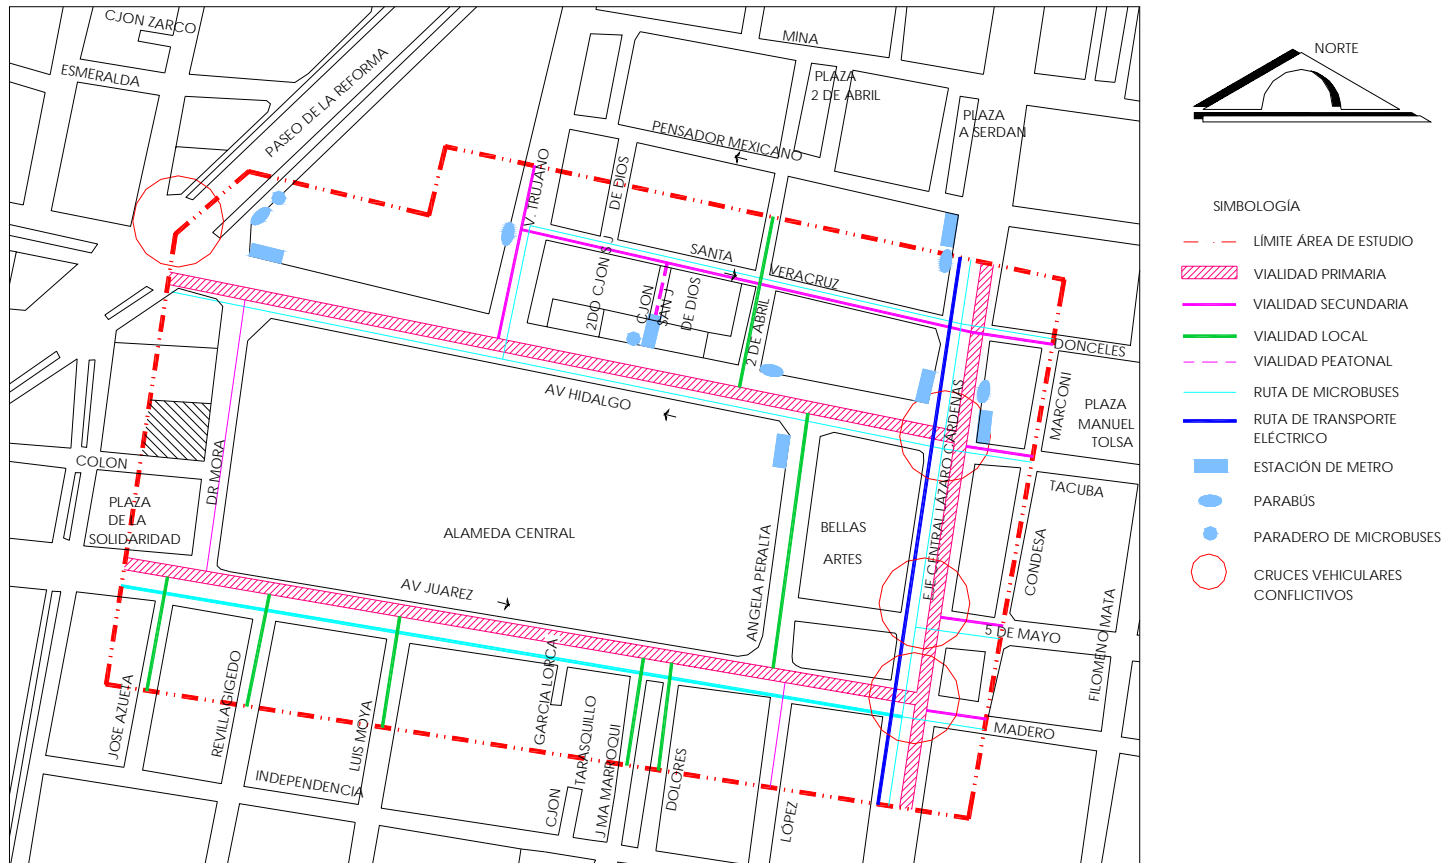 CJON ZARCO
ESMERALDA
PASEO DE LA REFORMA
MINA
PLAZA
2 DE ABRIL
PLAZA
A SERDAN
PENSADOR MEXICANO
V. TRUJANO
2DO CJON S J
DE DIOS
SANTA
VERACRUZ
CJON
SAN J
DE DIOS
2 DE ABRIL
DONCELES
MARCONI
PLAZA
MANUEL
TOLSA
TACUBA
AV HIDALGO
EJE CENTRAL LAZARO CARDENAS
COLON
DR MORA
PLAZA
DE LA
SOLIDARIDAD
ALAMEDA CENTRAL
ANGELA PERALTA
BELLAS
ARTES
CONDESA
FILOMENO MATA
AV JUAREZ
5 DE MAYO
MADERO
JOSE AZUETA
REVILLAGIGEDO
LUIS MOYA
INDEPENDENCIA
GARCIA LORCA
CJON
TARASQUILLO
J MA MARROQUI
DOLORES
LÓPEZ
NORTE
SIMBOLOGÍA
LÍMITE ÁREA DE ESTUDIO
VIALIDAD PRIMARIA
VIALIDAD SECUNDARIA
VIALIDAD LOCAL
VIALIDAD PEATONAL
RUTA DE MICROBUSES
RUTA DE TRANSPORTE
ELÉCTRICO
ESTACIÓN DE METRO
PARABÚS
PARADERO DE MICROBUSES
CRUCES VEHICULARES
CONFLICTIVOS